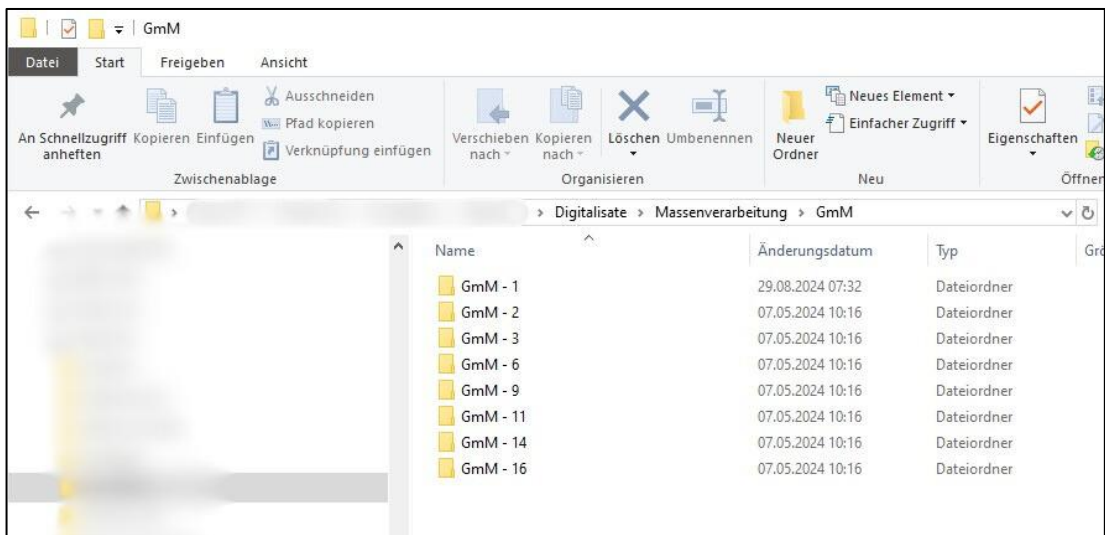 GmM
Datei Start Freigeben Ansicht
An Schnellzugriff anheften
Kopieren
Einfügen
Ausschneiden
Pfad kopieren
Verknüpfung einfügen
Zwischenablage
Verschieben nach
Kopieren nach
Löschen
Umbenennen
Organisieren
Neuer Ordner
Neues Element
Einfacher Zugriff
Neu
Eigenschaften
Öffnen
> Digitalisate > Massenverarbeitung > GmM
Name Änderungsdatum Typ Grö
GmM - 1 29.08.2024 07:32 Dateiordner
GmM - 2 07.05.2024 10:16 Dateiordner
GmM - 3 07.05.2024 10:16 Dateiordner
GmM - 6 07.05.2024 10:16 Dateiordner
GmM - 9 07.05.2024 10:16 Dateiordner
GmM - 11 07.05.2024 10:16 Dateiordner
GmM - 14 07.05.2024 10:16 Dateiordner
GmM - 16 07.05.2024 10:16 Dateiordner